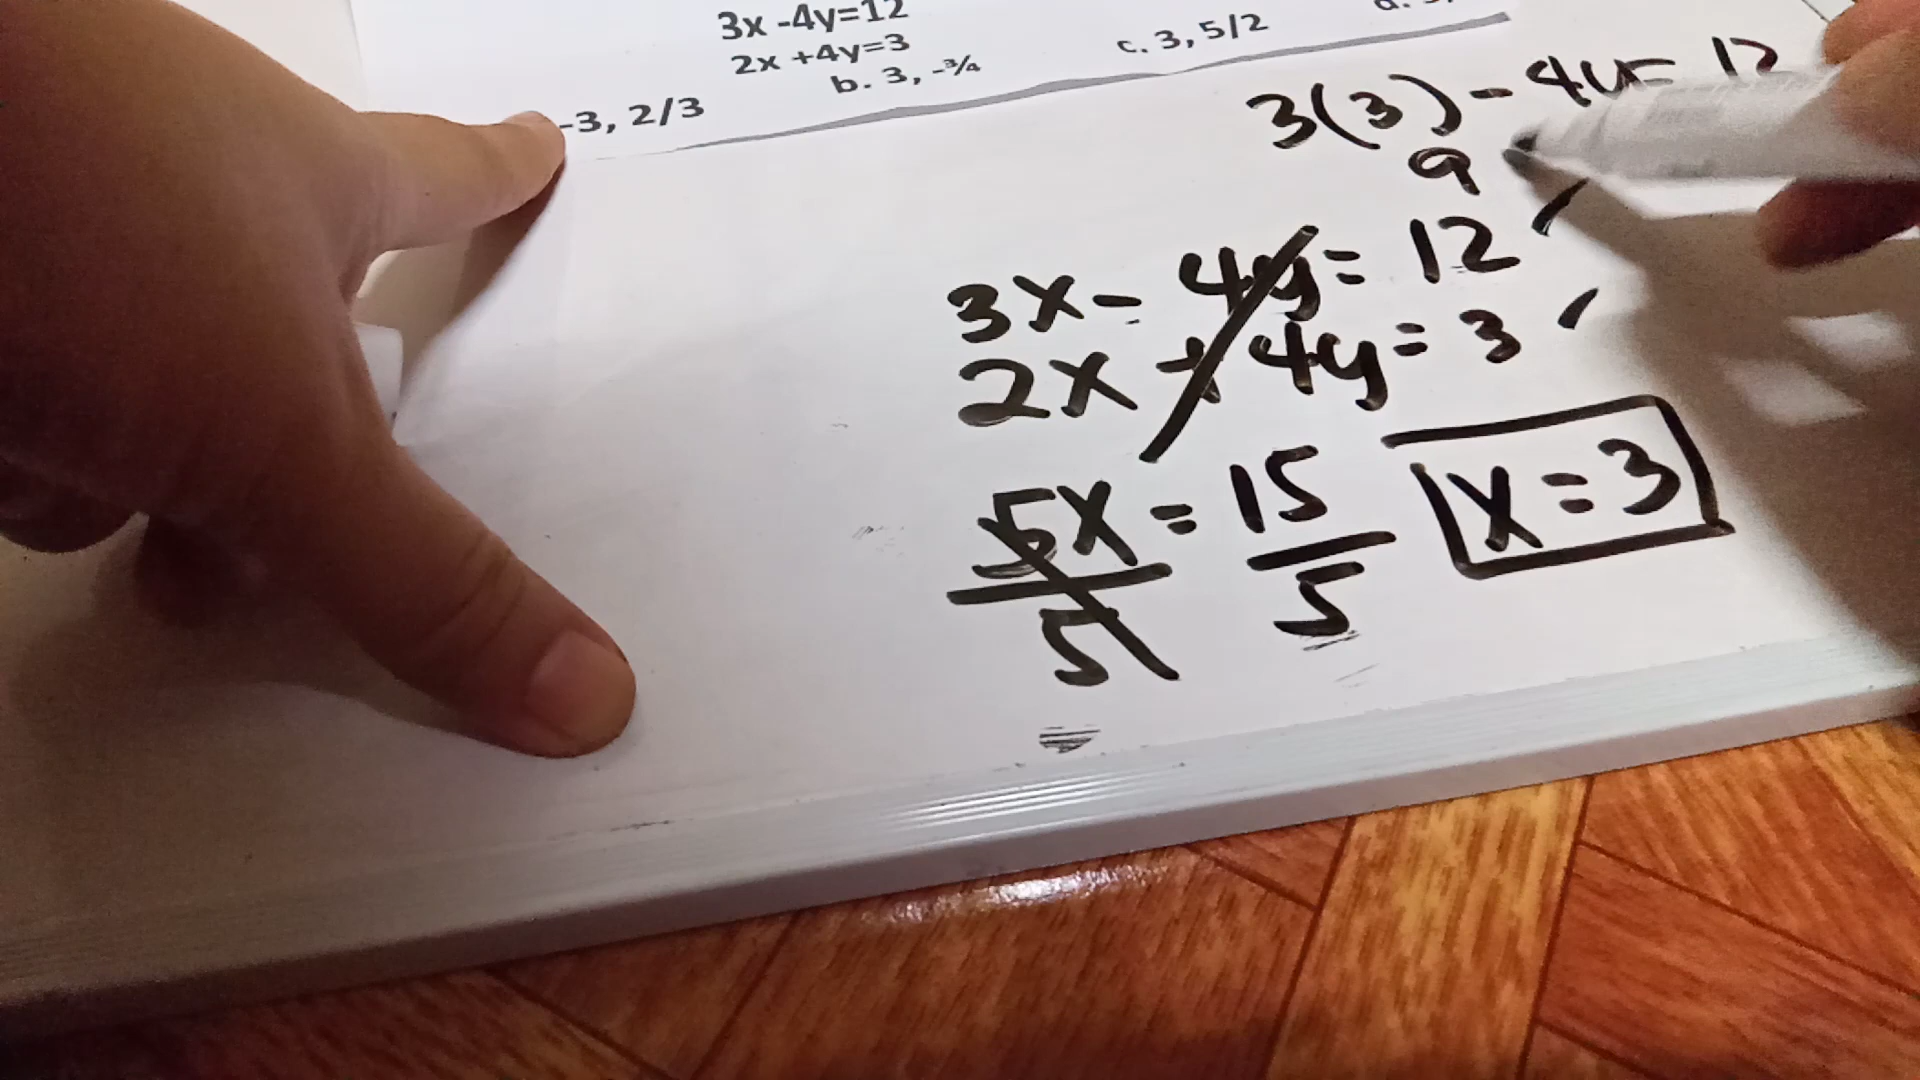 3x -4y=12
2x +4y=3
-3, 2/3 b. 3, -¾ c. 3, 5/2 d.
3(3) - 4y = 12
9
3x - 4y = 12
2x + 4y = 3
5x = 15
5 5
x = 3